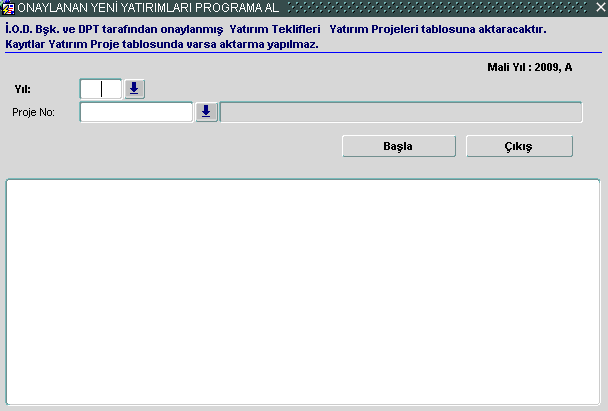 ONAYLANAN YENİ YATIRIMLARI PROGRAMA AL
İ.O.D. Bşk. ve DPT tarafından onaylanmış Yatırım Teklifleri Yatırım Projeleri tablosuna aktaracaktır.
Kayıtlar Yatırım Proje tablosunda varsa aktarma yapılmaz.
Mali Yıl : 2009, A
Yıl:
Proje No:
Başla Çıkış